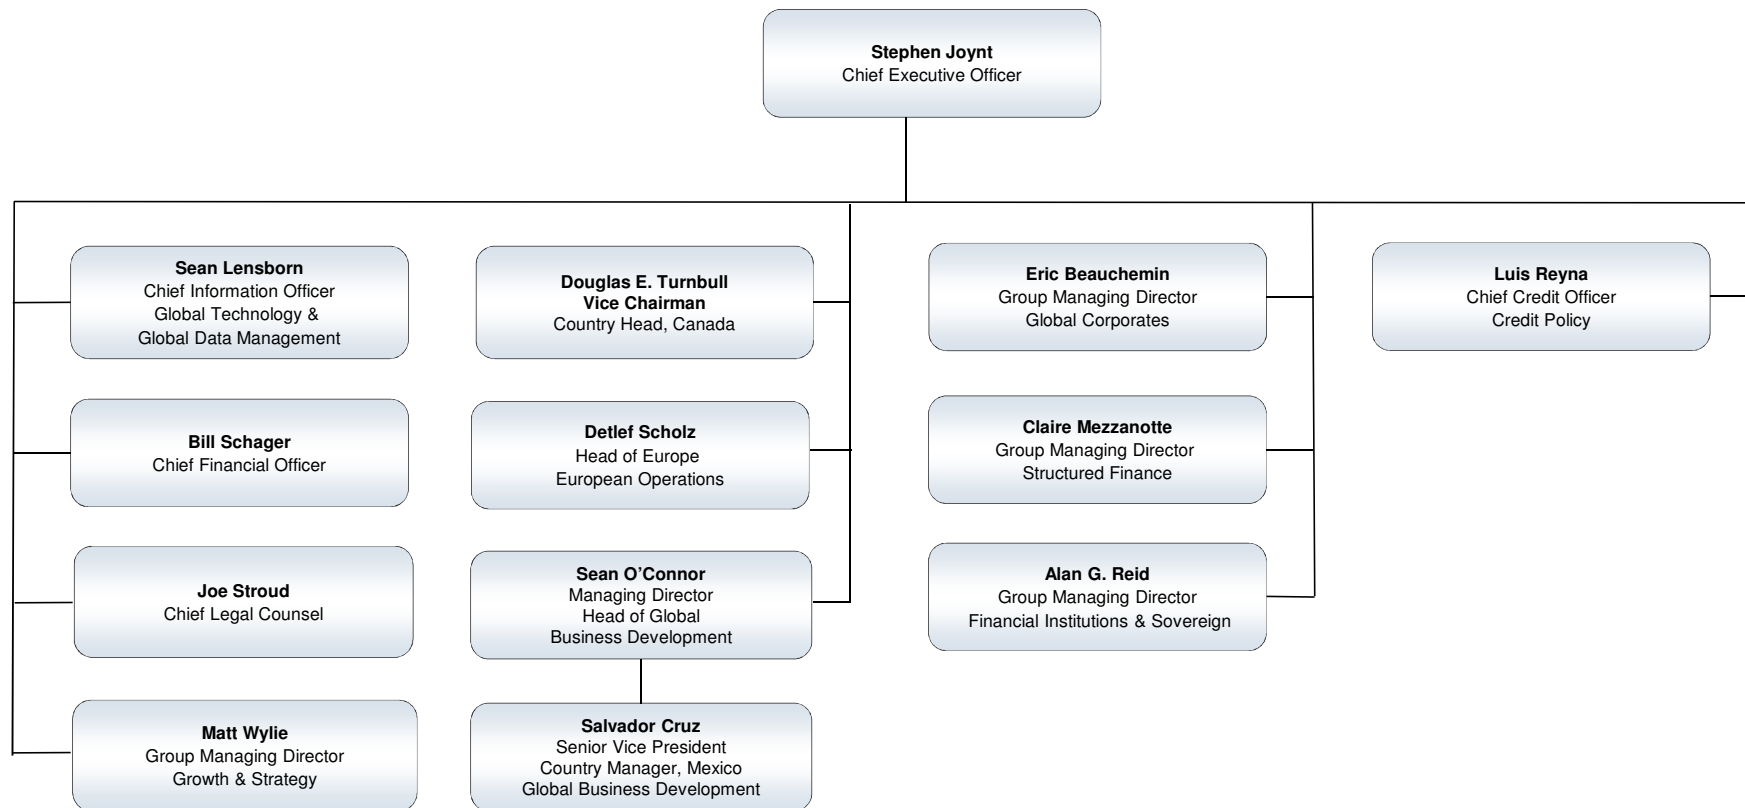 Stephen Joynt
Chief Executive Officer
Sean Lensborn
Chief Information Officer
Global Technology &
Global Data Management
Bill Schager
Chief Financial Officer
Joe Stroud
Chief Legal Counsel
Matt Wylie
Group Managing Director
Growth & Strategy
Douglas E. Turnbull
Vice Chairman
Country Head, Canada
Detlef Scholz
Head of Europe
European Operations
Sean O’Connor
Managing Director
Head of Global
Business Development
Salvador Cruz
Senior Vice President
Country Manager, Mexico
Global Business Development
Eric Beauchemin
Group Managing Director
Global Corporates
Claire Mezzanotte
Group Managing Director
Structured Finance
Alan G. Reid
Group Managing Director
Financial Institutions & Sovereign
Luis Reyna
Chief Credit Officer
Credit Policy